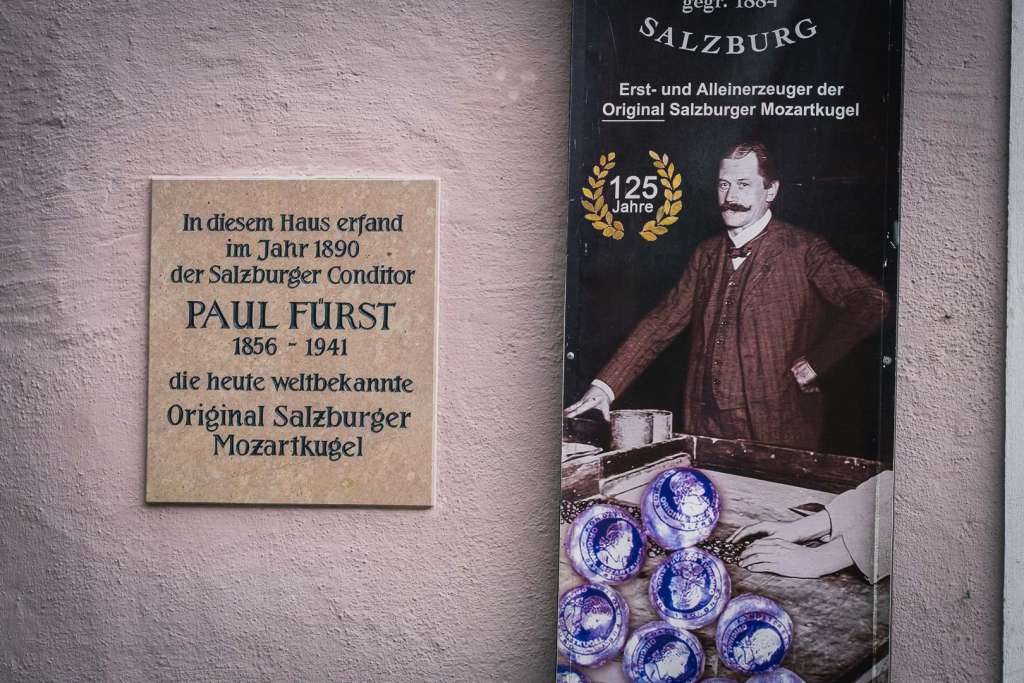 In diesem Haus erfand
im Jahr 1890
der Salzburger Conditor
PAUL FÜRST
1856 - 1941
die heute weltbekannte
Original Salzburger
Mozartkugel
gegr. 1884
SALZBURG
Erst- und Alleinerzeuger der
Original Salzburger Mozartkugel
125
Jahre